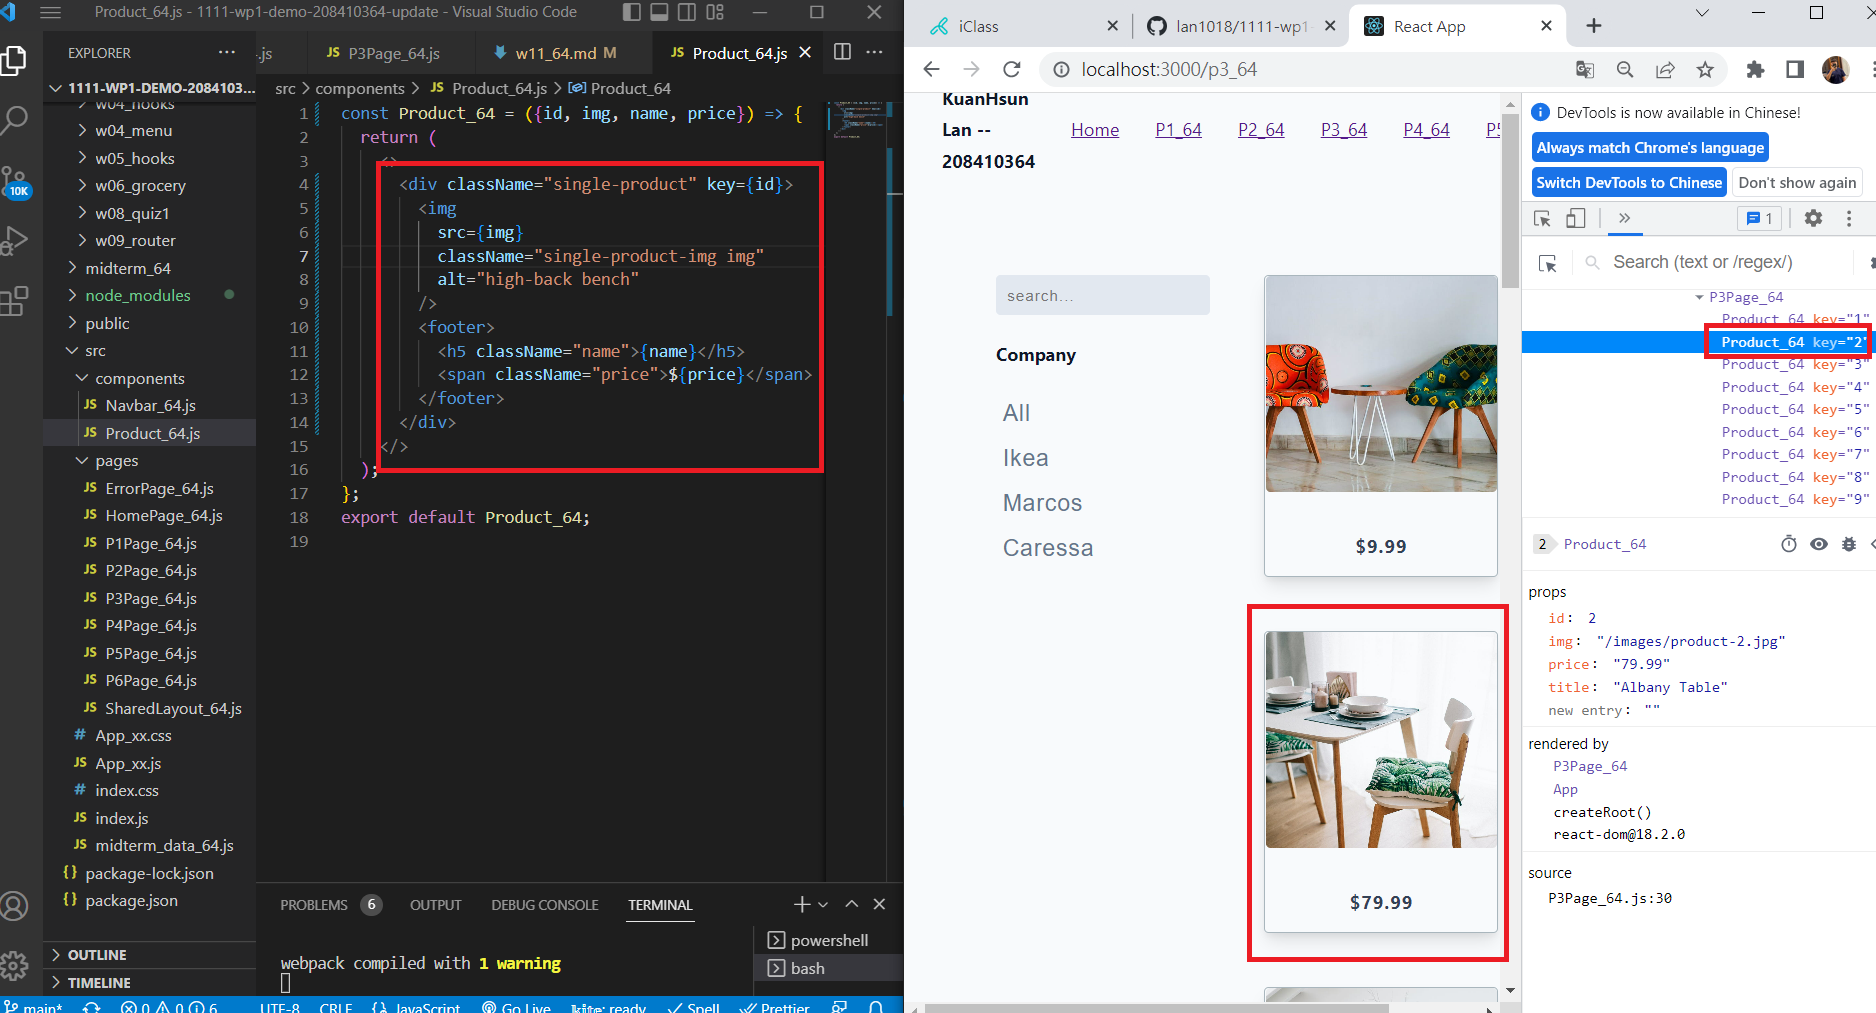 Product_64.js - 1111-wp1-demo-208410364-update - Visual Studio Code
EXPLORER
.js
P3Page_64.js
w11_64.md M
Product_64.js
1111-WP1-DEMO-2084103...
src > components > JS Product_64.js > Product_64
w04_hooks
w04_menu
w05_hooks
w06_grocery
w08_quiz1
w09_router
midterm_64
node_modules
public
src
components
JS Navbar_64.js
JS Product_64.js
pages
JS ErrorPage_64.js
JS HomePage_64.js
JS P1Page_64.js
JS P2Page_64.js
JS P3Page_64.js
JS P4Page_64.js
JS P5Page_64.js
JS P6Page_64.js
JS SharedLayout_64.js
# App_xx.css
JS App_xx.js
# index.css
JS index.js
JS midterm_data_64.js
{} package-lock.json
{} package.json
OUTLINE
TIMELINE
10K
1 const Product_64 = ({id, img, name, price}) => {
2 return (
3 <>
4 <div className="single-product" key={id}>
5 <img
6 src={img}
7 className="single-product-img img"
8 alt="high-back bench"
9 />
10 <footer>
11 <h5 className="name">{name}</h5>
12 <span className="price">${price}</span>
13 </footer>
14 </div>
15 </>
16 );
17 };
18 export default Product_64;
19
PROBLEMS 6 OUTPUT DEBUG CONSOLE TERMINAL
webpack compiled with 1 warning
powershell
bash
main* 0 0 6 UTF-8 CRLF {} JavaScript Go Live kite: ready Spell Prettier
iClass
lan1018/1111-wp1-
React App
localhost:3000/p3_64
KuanHsun
Lan --
208410364
Home P1_64 P2_64 P3_64 P4_64 P5
search...
Company
All
Ikea
Marcos
Caressa
$9.99
$79.99
DevTools is now available in Chinese!
Always match Chrome's language
Switch DevTools to Chinese
Don't show again
1
Search (text or /regex/)
P3Page_64
Product_64 key="1"
Product_64 key="2"
Product_64 key="3"
Product_64 key="4"
Product_64 key="5"
Product_64 key="6"
Product_64 key="7"
Product_64 key="8"
Product_64 key="9"
2 Product_64
props
id: 2
img: "/images/product-2.jpg"
price: "79.99"
title: "Albany Table"
new entry: ""
rendered by
P3Page_64
App
createRoot()
react-dom@18.2.0
source
P3Page_64.js:30